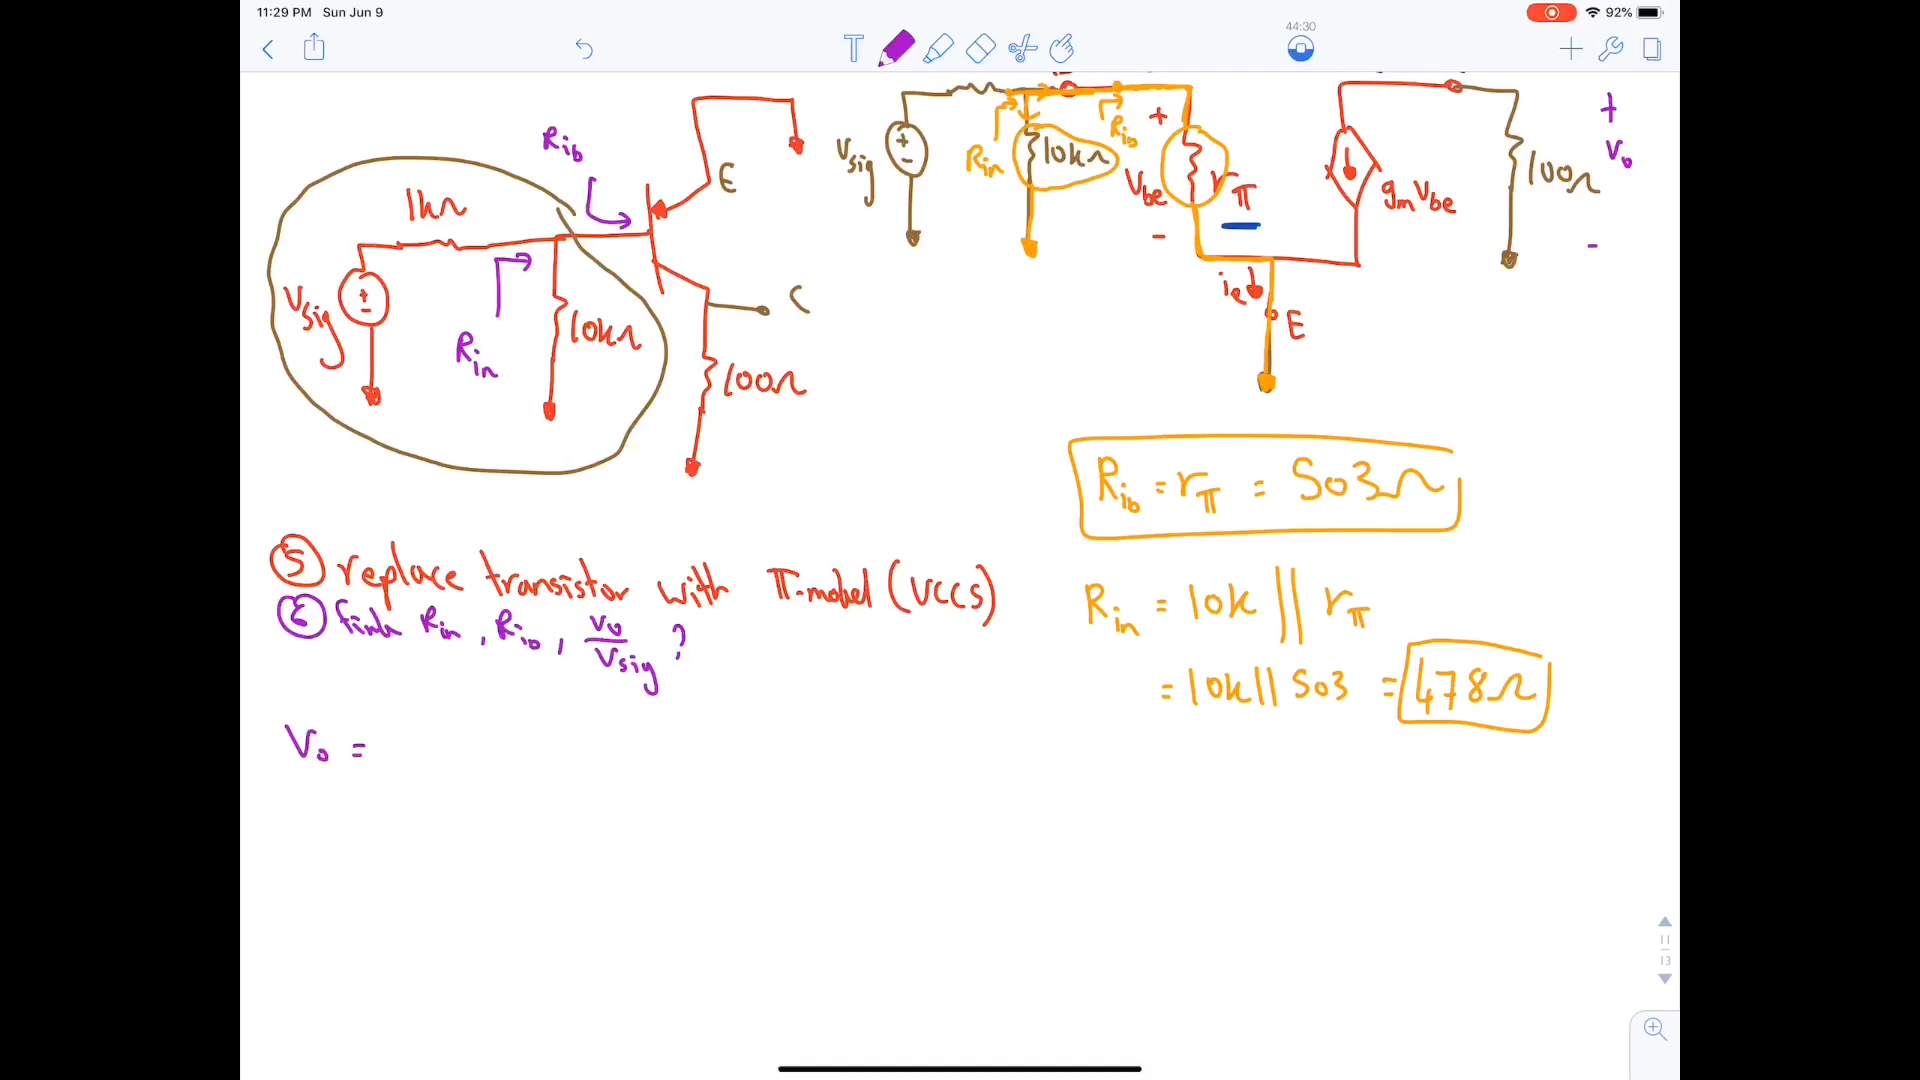 11:29 PM Sun Jun 9
92%
44:30
T
Rib
E
1kΩ
Vsig
+
-
Rin
10kΩ
C
100Ω
Vsig
+
-
Rin
10kΩ
Rib
+
Vbe
-
rπ
gmVbe
ie
E
100Ω
+
Vo
-
Rib = rπ = 503Ω
⑤ replace transistor with π-model (VCCS)
⑥ find Rin, Rib, Vo/Vsig ?
Rin = 10k || rπ
= 10k || 503 = 478Ω
Vo =
11
13